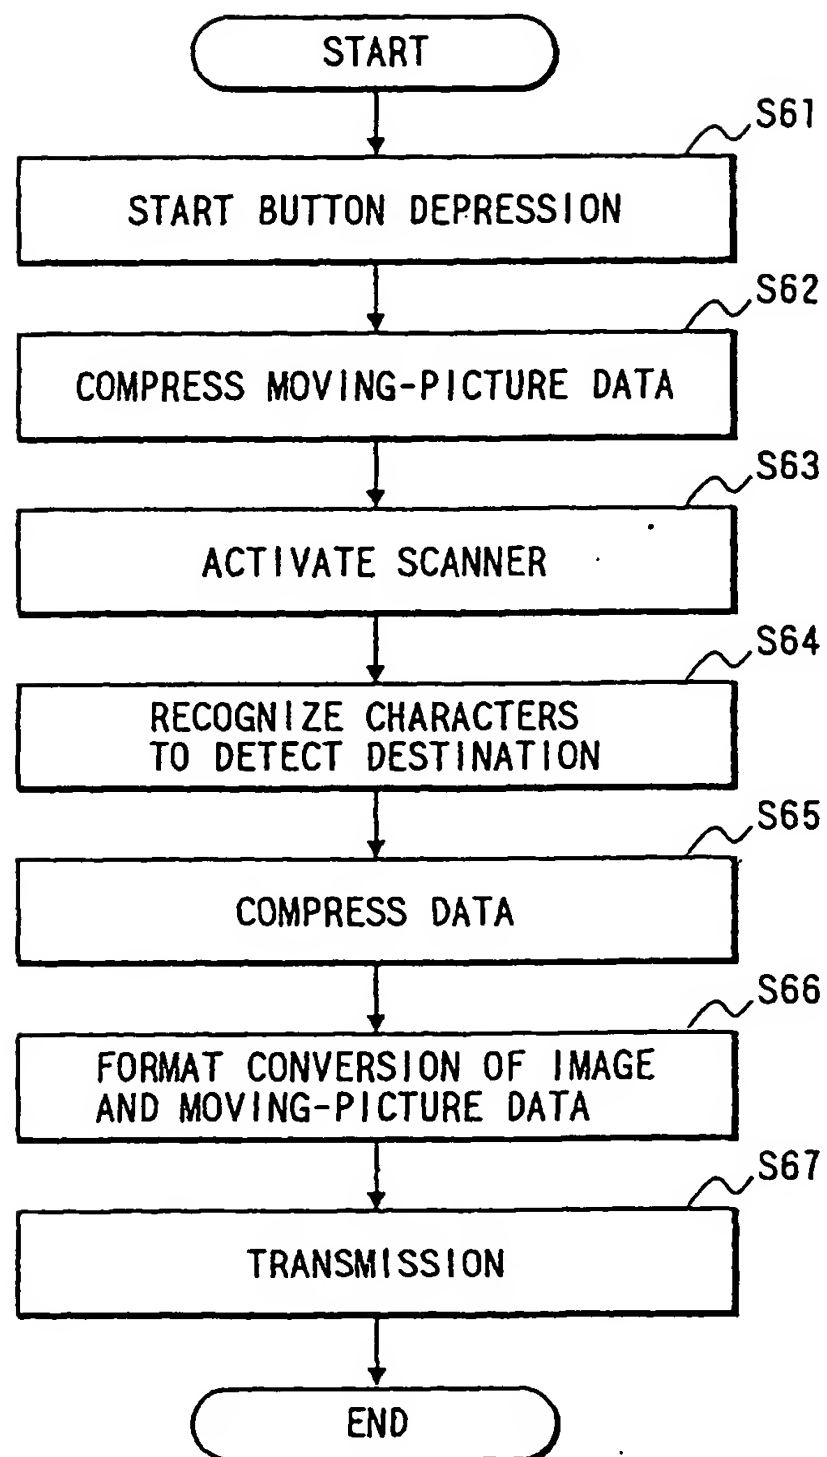 START
S61
START BUTTON DEPRESSION
S62
COMPRESS MOVING-PICTURE DATA
S63
ACTIVATE SCANNER
S64
RECOGNIZE CHARACTERS
TO DETECT DESTINATION
S65
COMPRESS DATA
S66
FORMAT CONVERSION OF IMAGE
AND MOVING-PICTURE DATA
S67
TRANSMISSION
END